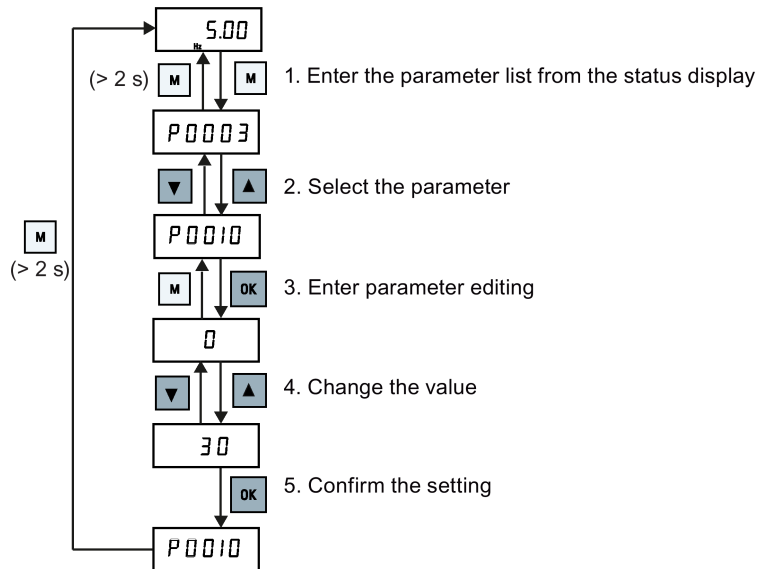 5.00
Hz
(> 2 s) M M 1. Enter the parameter list from the status display
P0003
▼ ▲ 2. Select the parameter
P0010
M
(> 2 s)
M OK 3. Enter parameter editing
0
▼ ▲ 4. Change the value
30
OK 5. Confirm the setting
P0010